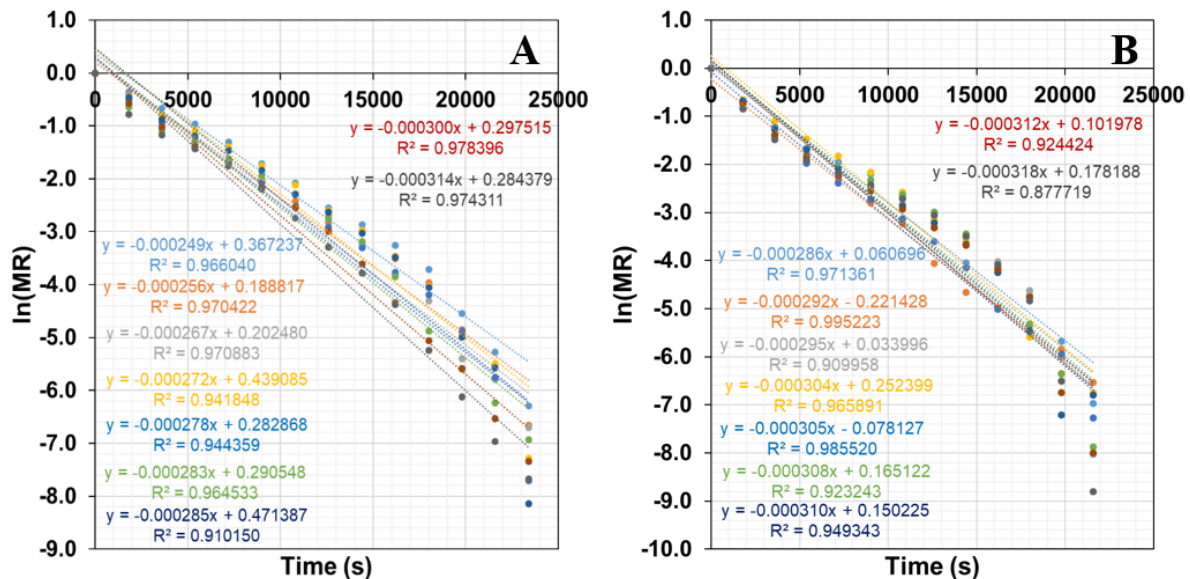 A
1.0
0.0
-1.0
-2.0
-3.0
-4.0
-5.0
-6.0
-7.0
-8.0
-9.0
ln(MR)
0 5000 10000 15000 20000 25000
y = -0.000300x + 0.297515
R² = 0.978396
y = -0.000314x + 0.284379
R² = 0.974311
y = -0.000249x + 0.367237
R² = 0.966040
y = -0.000256x + 0.188817
R² = 0.970422
y = -0.000267x + 0.202480
R² = 0.970883
y = -0.000272x + 0.439085
R² = 0.941848
y = -0.000278x + 0.282868
R² = 0.944359
y = -0.000283x + 0.290548
R² = 0.964533
y = -0.000285x + 0.471387
R² = 0.910150
Time (s)
B
1.0
0.0
-1.0
-2.0
-3.0
-4.0
-5.0
-6.0
-7.0
-8.0
-9.0
-10.0
ln(MR)
0 5000 10000 15000 20000 25000
y = -0.000312x + 0.101978
R² = 0.924424
y = -0.000318x + 0.178188
R² = 0.877719
y = -0.000286x + 0.060696
R² = 0.971361
y = -0.000292x - 0.221428
R² = 0.995223
y = -0.000295x + 0.033996
R² = 0.909958
y = -0.000304x + 0.252399
R² = 0.965891
y = -0.000305x - 0.078127
R² = 0.985520
y = -0.000308x + 0.165122
R² = 0.923243
y = -0.000310x + 0.150225
R² = 0.949343
Time (s)